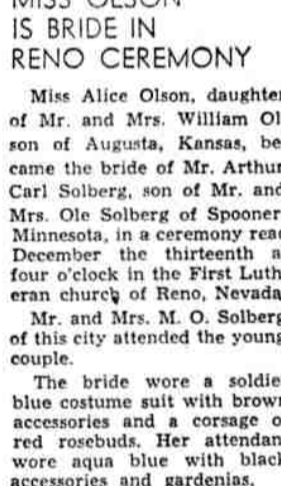 MISS OLSON
IS BRIDE IN
RENO CEREMONY
Miss Alice Olson, daughter
of Mr. and Mrs. William Ol
son of Augusta, Kansas, be
came the bride of Mr. Arthur
Carl Solberg, son of Mr. and
Mrs. Ole Solberg of Spooner
Minnesota, in a ceremony read
December the thirteenth a
four o'clock in the First Luth
eran church of Reno, Nevada
Mr. and Mrs. M. O. Solberg
of this city attended the young
couple.
The bride wore a soldie
blue costume suit with brown
accessories and a corsage o
red rosebuds. Her attendan
wore aqua blue with black
accessories and gardenias.